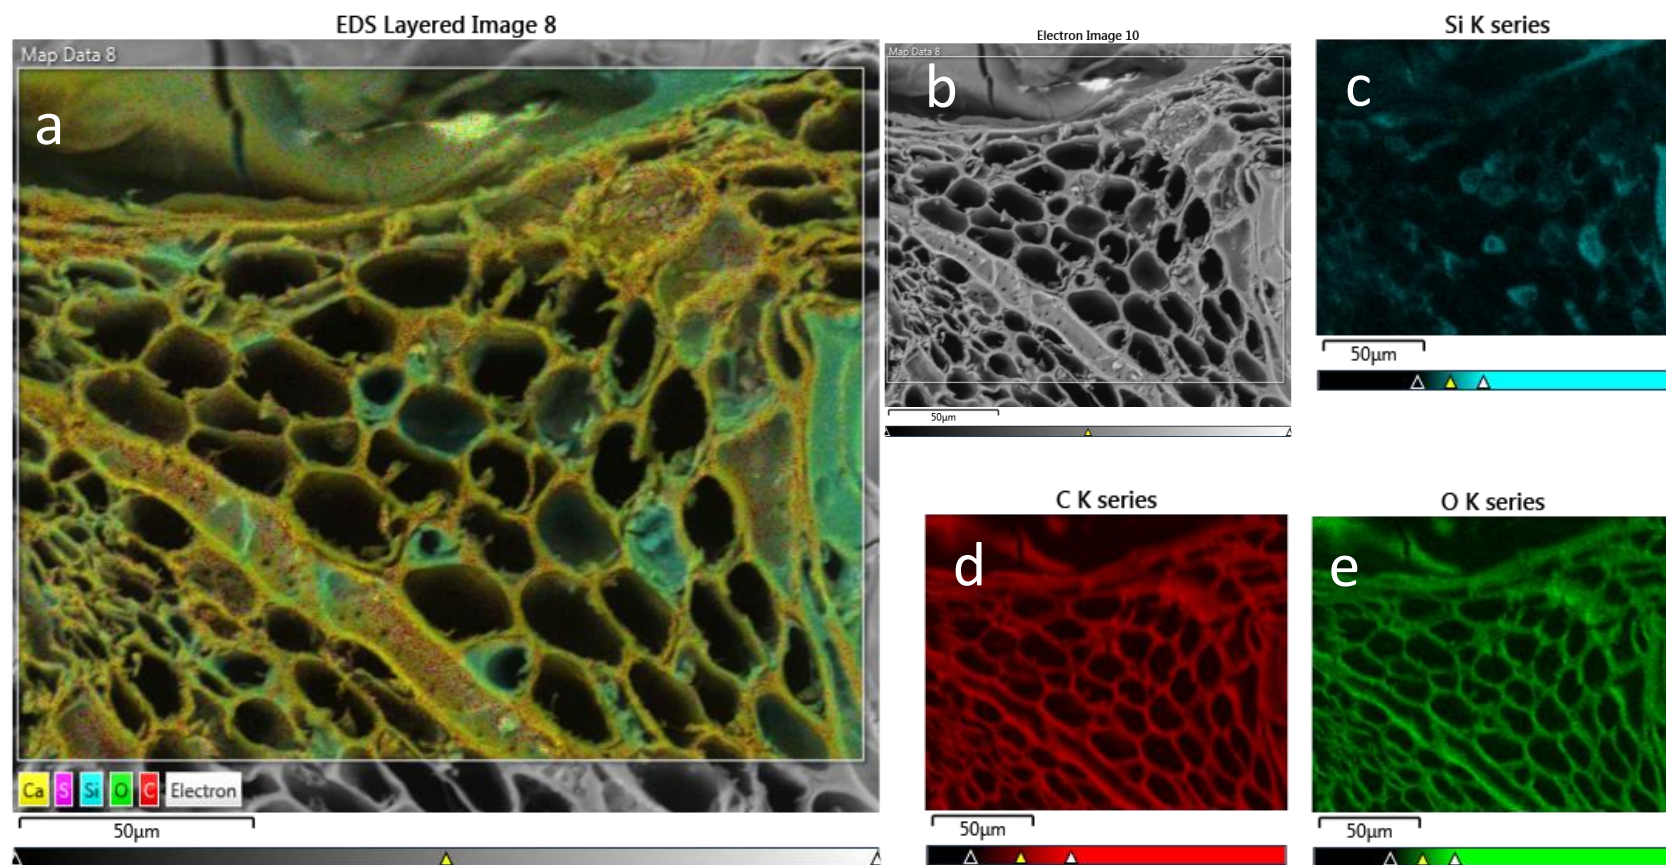 EDS Layered Image 8
Map Data 8
a
Ca S Si O C Electron
50µm
Electron Image 10
Map Data 8
b
50µm
Si K series
c
50µm
C K series
d
50µm
O K series
e
50µm